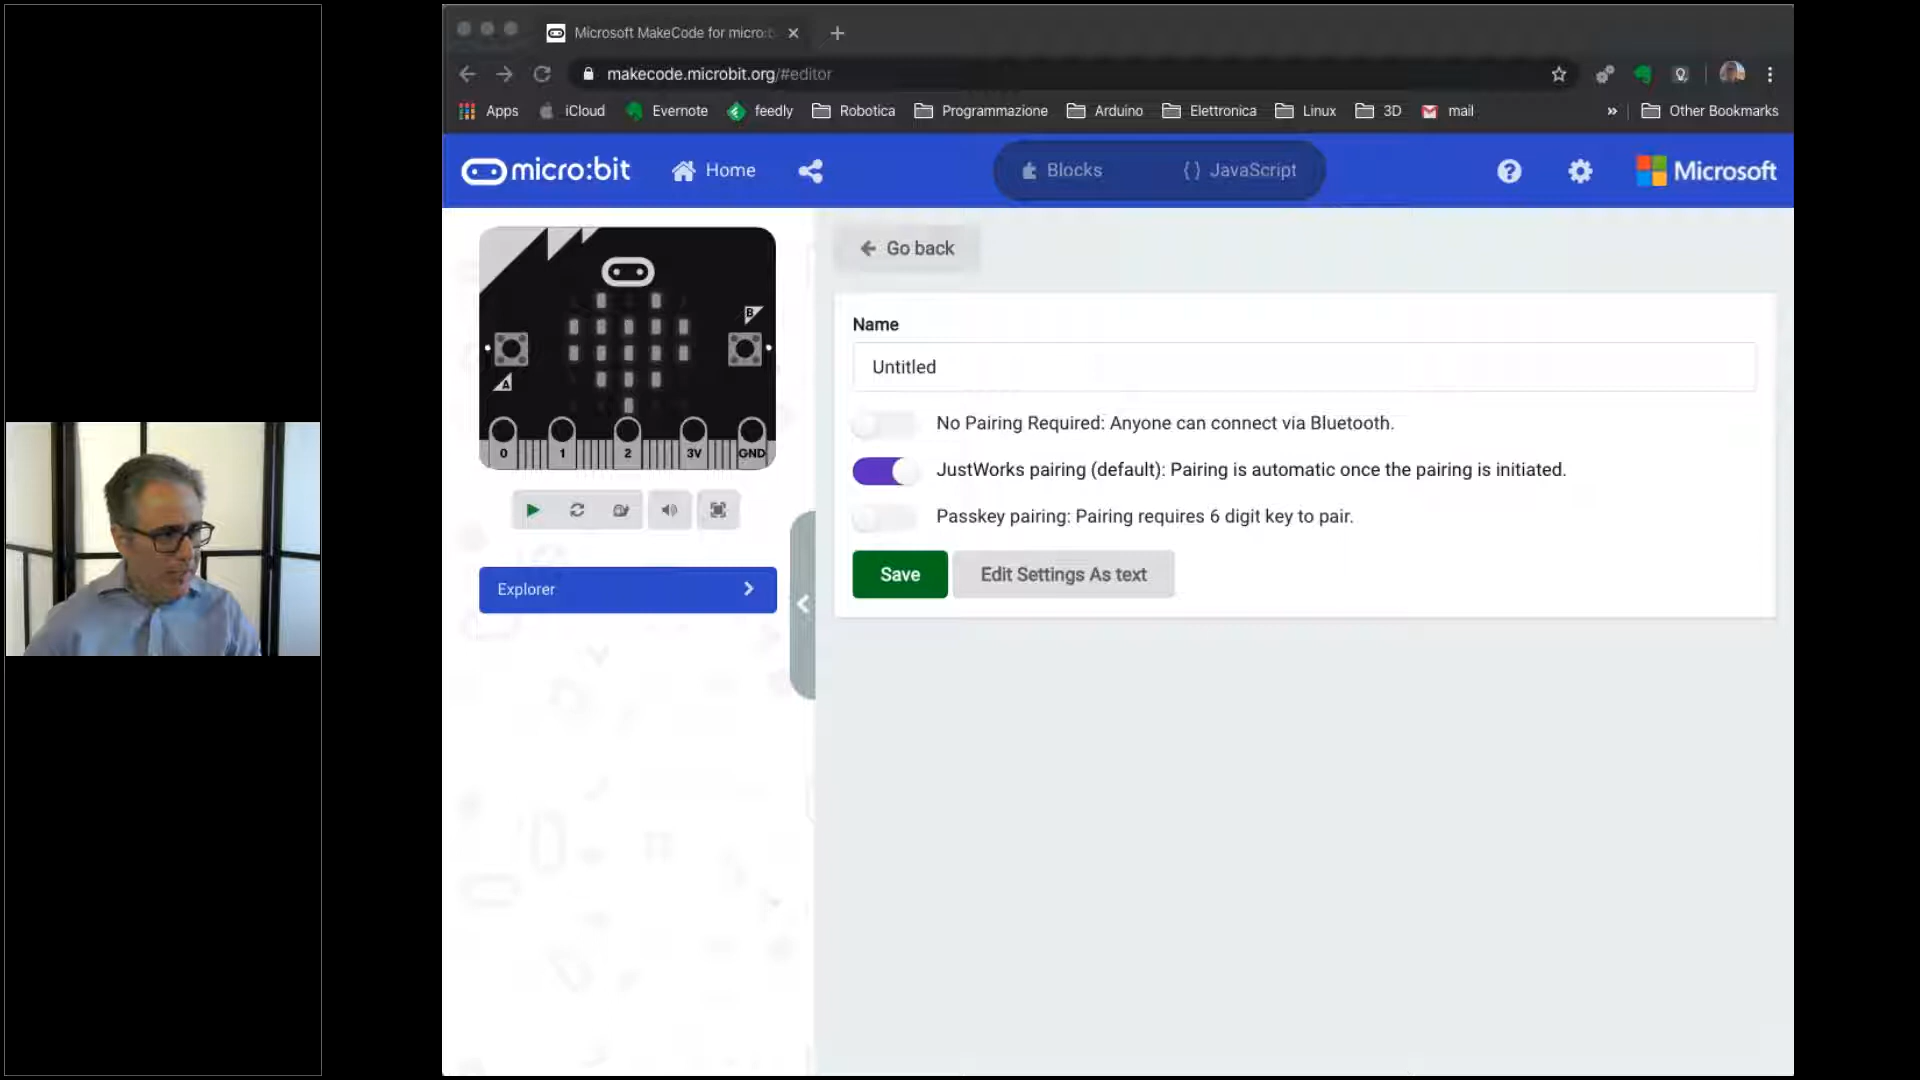 Microsoft MakeCode for micro:b
makecode.microbit.org/#editor
Apps iCloud Evernote feedly Robotica Programmazione Arduino Elettronica Linux 3D mail » Other Bookmarks
micro:bit Home Blocks {} JavaScript ? Microsoft
Go back
Name
Untitled
No Pairing Required: Anyone can connect via Bluetooth.
JustWorks pairing (default): Pairing is automatic once the pairing is initiated.
Passkey pairing: Pairing requires 6 digit key to pair.
Save Edit Settings As text
B
A
0 1 2 3V GND
Explorer